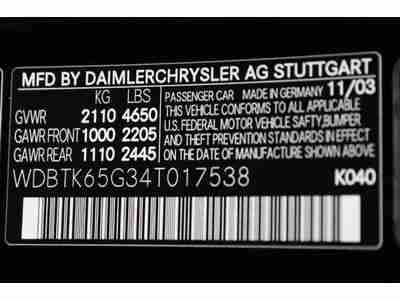 MFD BY DAIMLERCHRYSLER AG STUTTGART
KG LBS
GVWR 2110 4650
GAWR FRONT 1000 2205
GAWR REAR 1110 2445
PASSENGER CAR MADE IN GERMANY 11/03
THIS VEHICLE CONFORMS TO ALL APPLICABLE
U.S. FEDERAL MOTOR VEHICLE SAFETY, BUMPER
AND THEFT PREVENTION STANDARDS IN EFFECT
ON THE DATE OF MANUFACTURE SHOWN ABOVE
WDBTK65G34T017538 K040